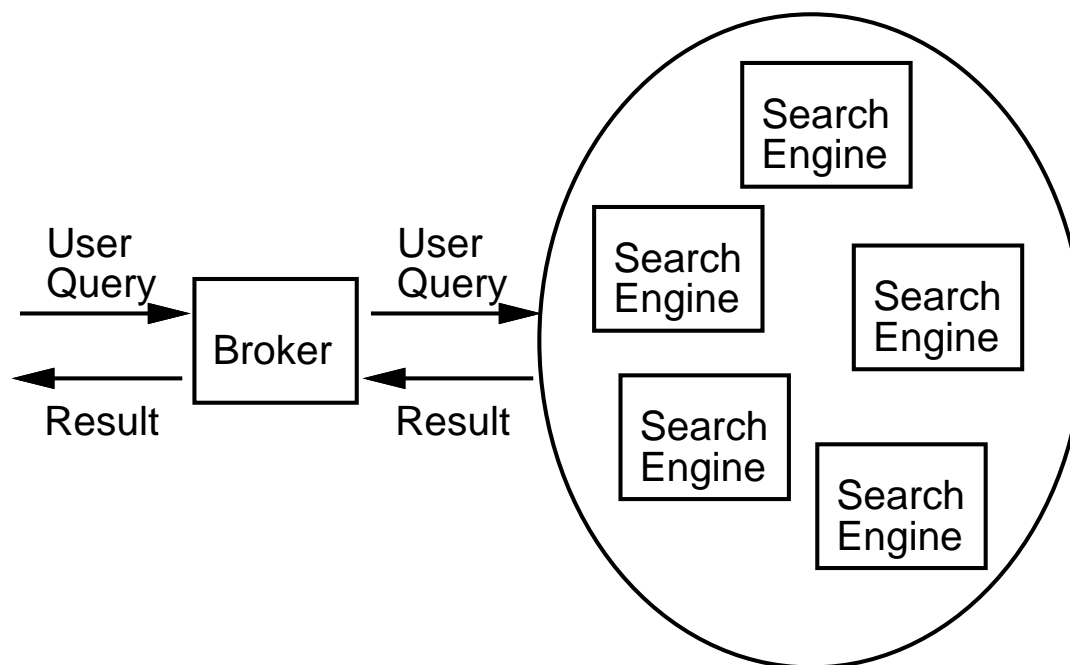 Search
Engine
User
Query
User
Query
Search
Engine
Search
Engine
Broker
Result
Result
Search
Engine
Search
Engine